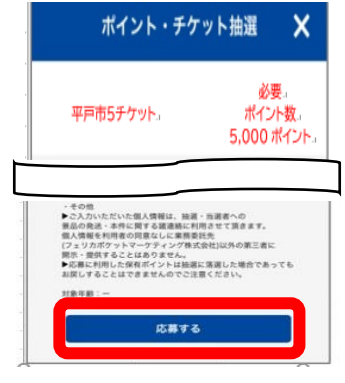 ポイント・チケット抽選 X
平戸市5チケット
必要
ポイント数
5,000 ポイント
・その他
▶ご入力いただいた個人情報は、抽選・当選者への
景品の発送・本件に関する諸連絡に利用させて頂きます。
個人情報を利用者の同意なしに業務委託先
(フェリカポケットマーケティング株式会社)以外の第三者に
開示・提供することはありません。
▶応募に利用した保有ポイントは抽選に落選した場合であっても
お戻しすることはできませんのでご注意ください。
対象年齢：ー
応募する